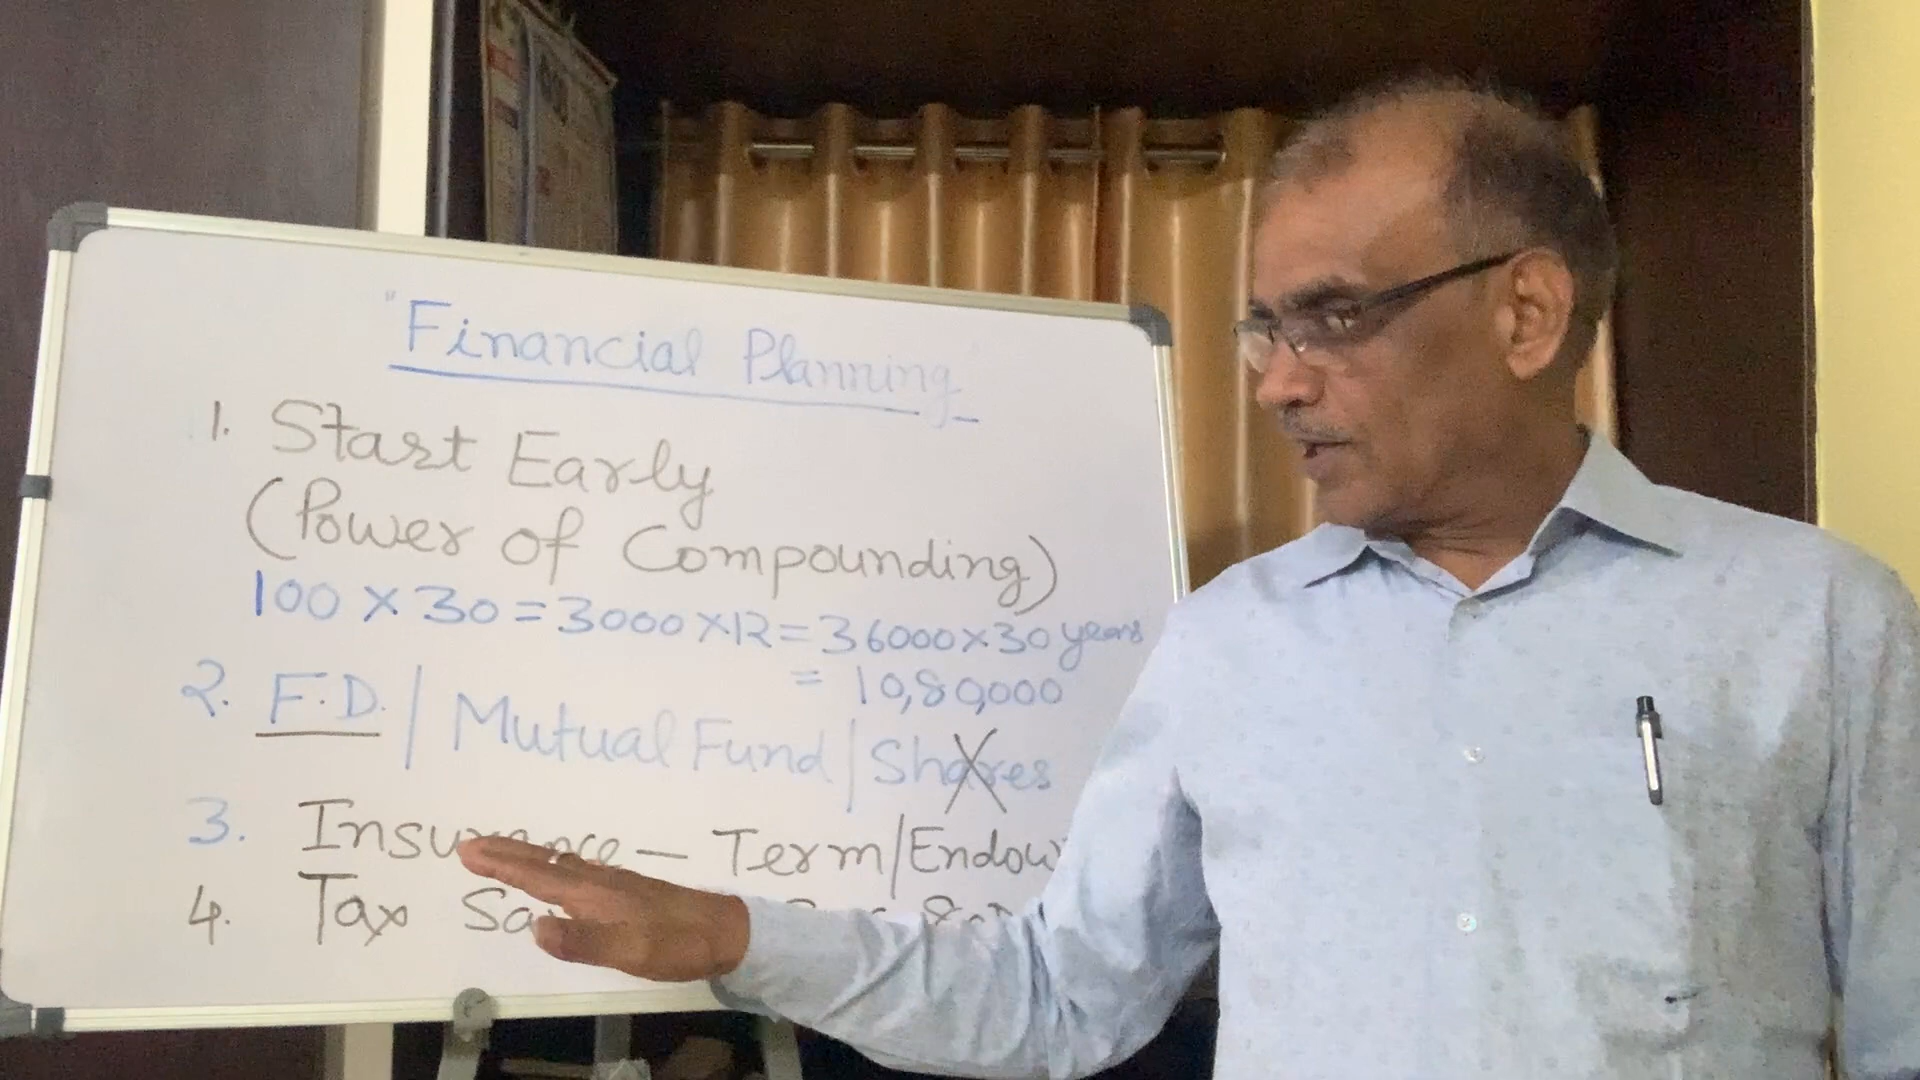 "Financial Planning
1. Start Early
(Power of Compounding)
100 X 30 = 3000 X 12 = 36000 X 30 years
= 10,80,000
2. F.D. / Mutual Fund / Shares
3. Insurance - Term/Endow
4. Tax Sa